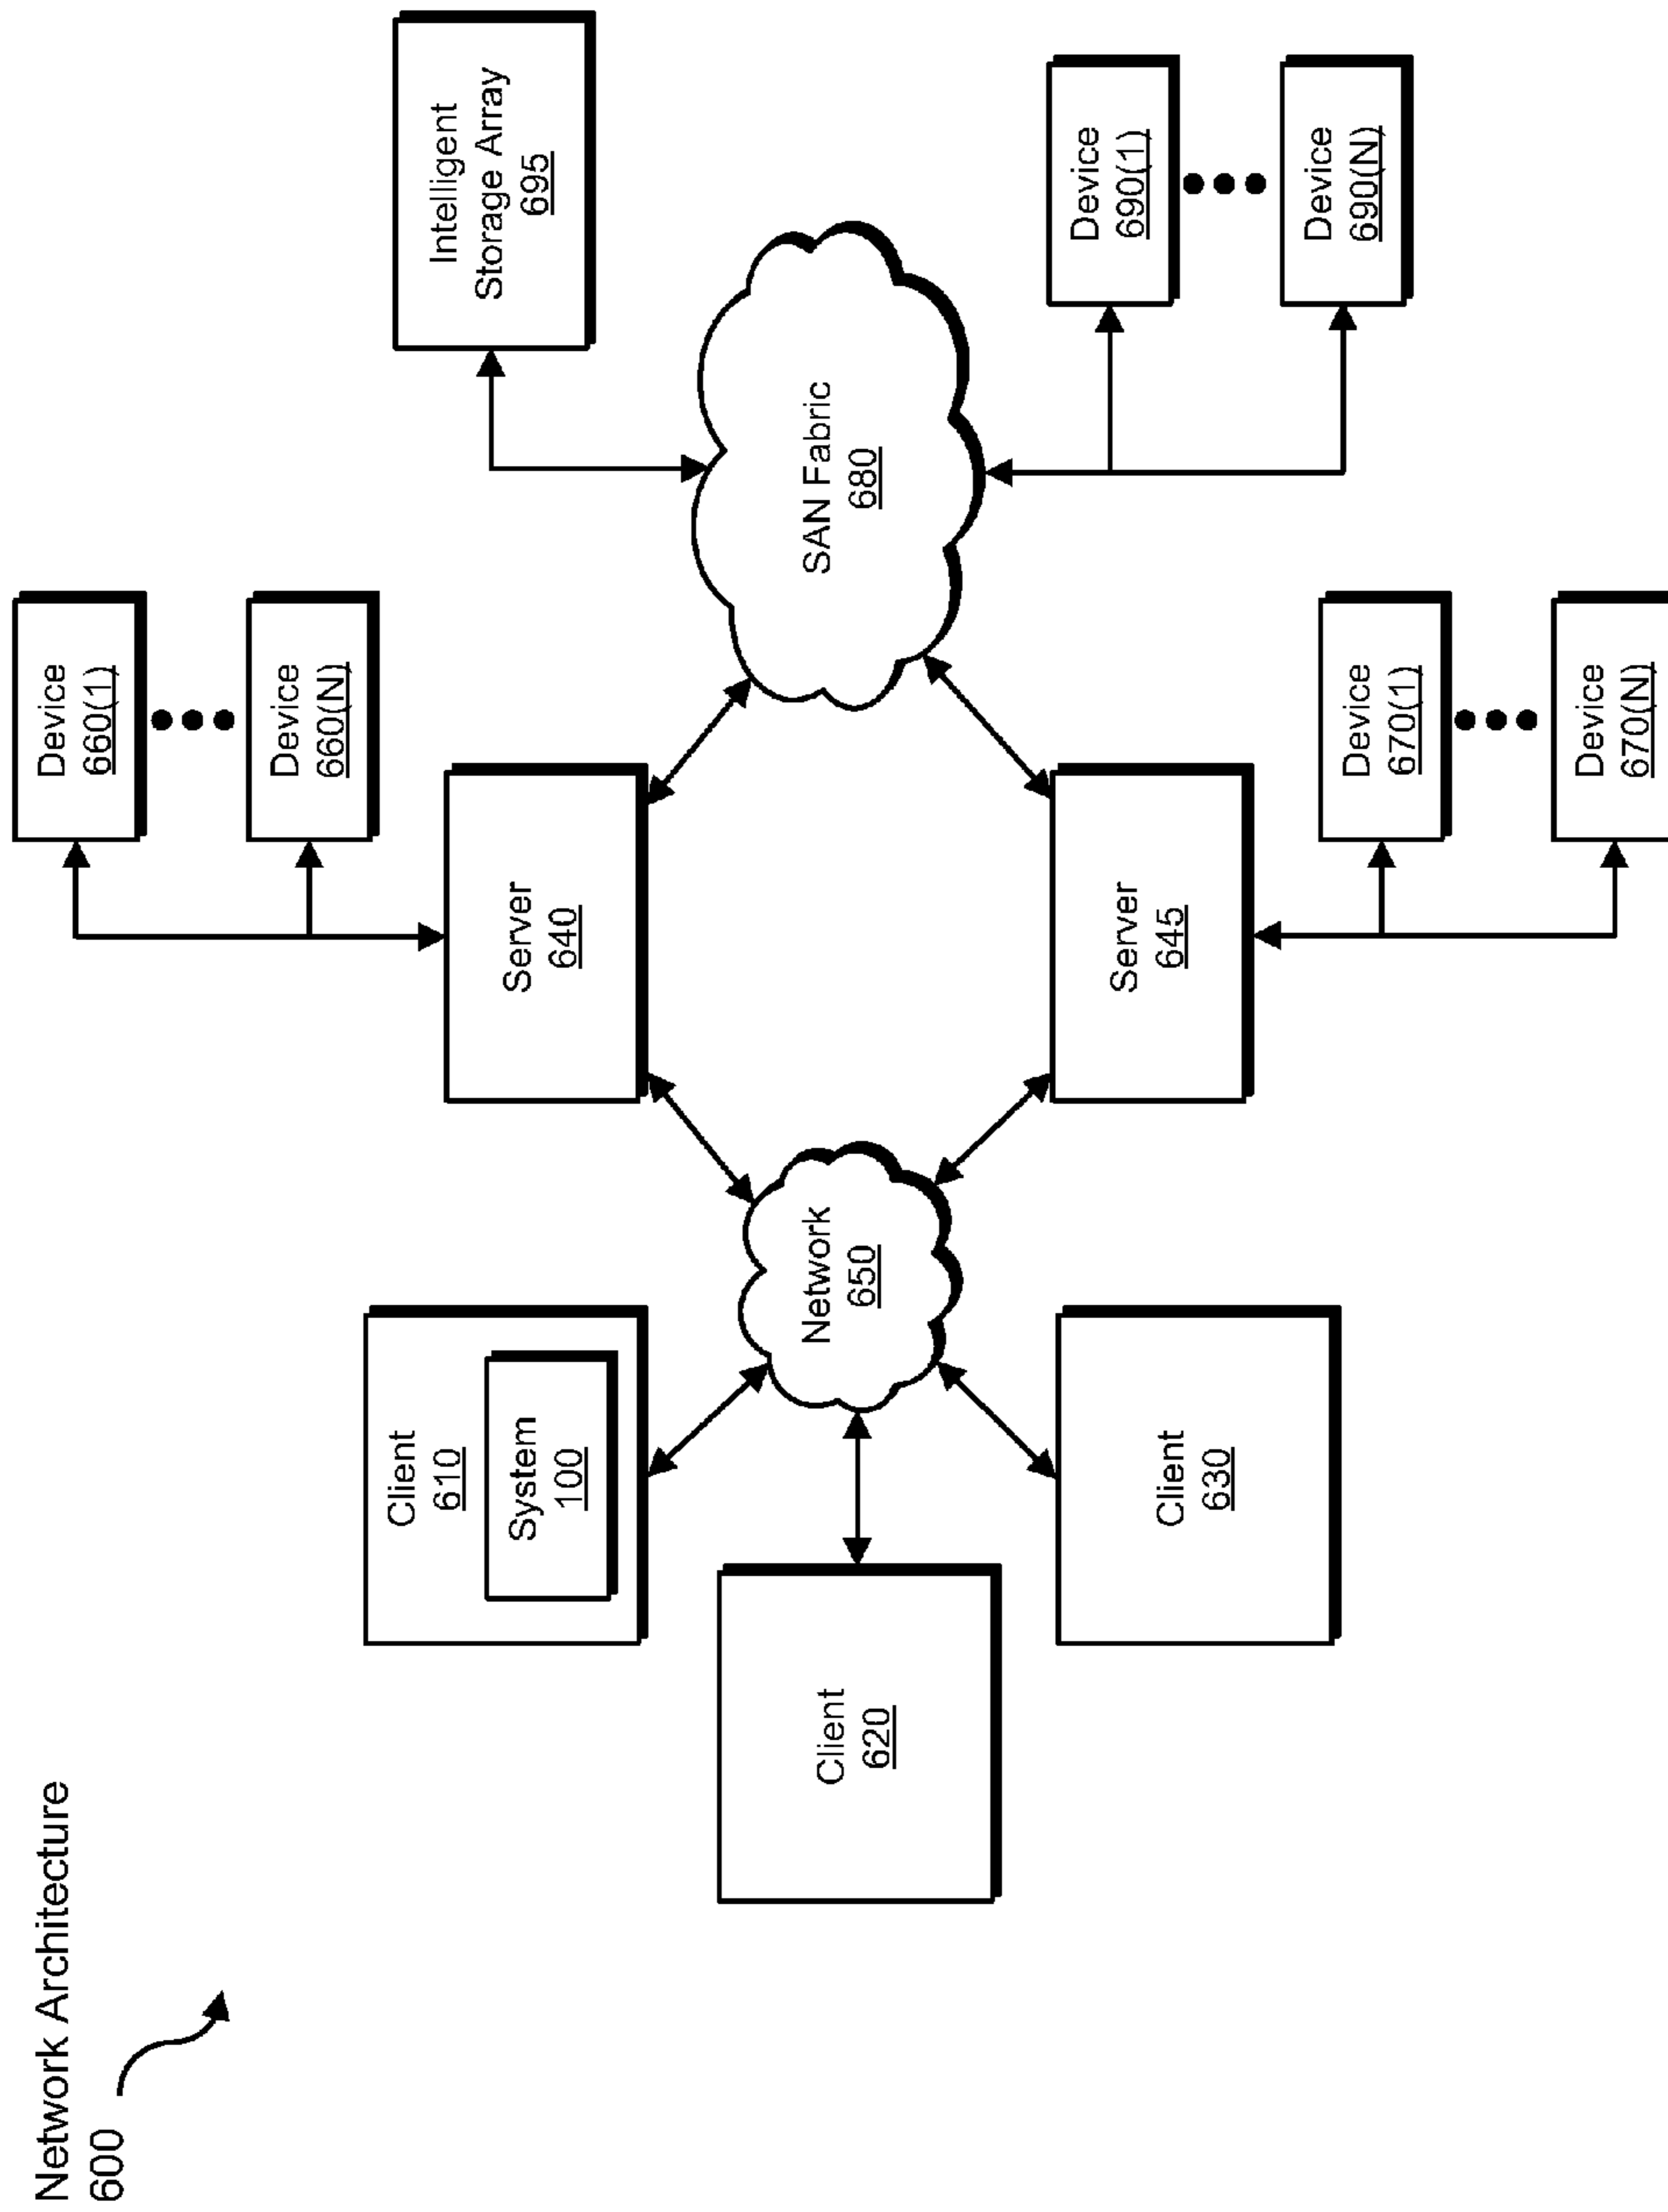 Network Architecture
600
Client
610
System
100
Client
620
Client
630
Network
650
Server
640
Server
645
Device
660(1)
Device
660(N)
Device
670(1)
Device
670(N)
SAN Fabric
680
Intelligent
Storage Array
695
Device
690(1)
Device
690(N)